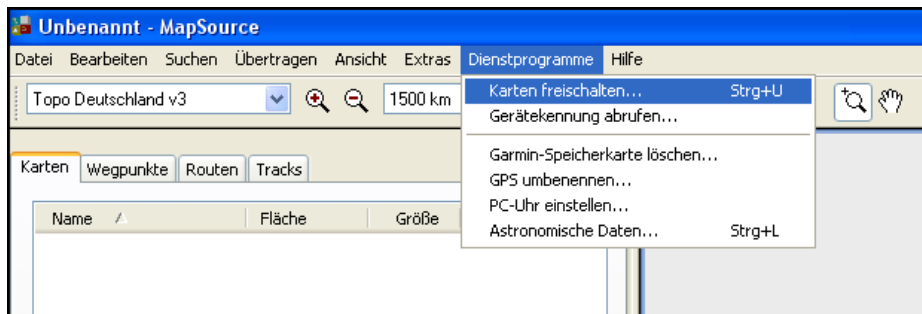 Unbenannt - MapSource
Datei Bearbeiten Suchen Übertragen Ansicht Extras Dienstprogramme Hilfe
Topo Deutschland v3 1500 km
Karten freischalten... Strg+U
Gerätekennung abrufen...
Garmin-Speicherkarte löschen...
GPS umbenennen...
PC-Uhr einstellen...
Astronomische Daten... Strg+L
Karten Wegpunkte Routen Tracks
Name Fläche Größe